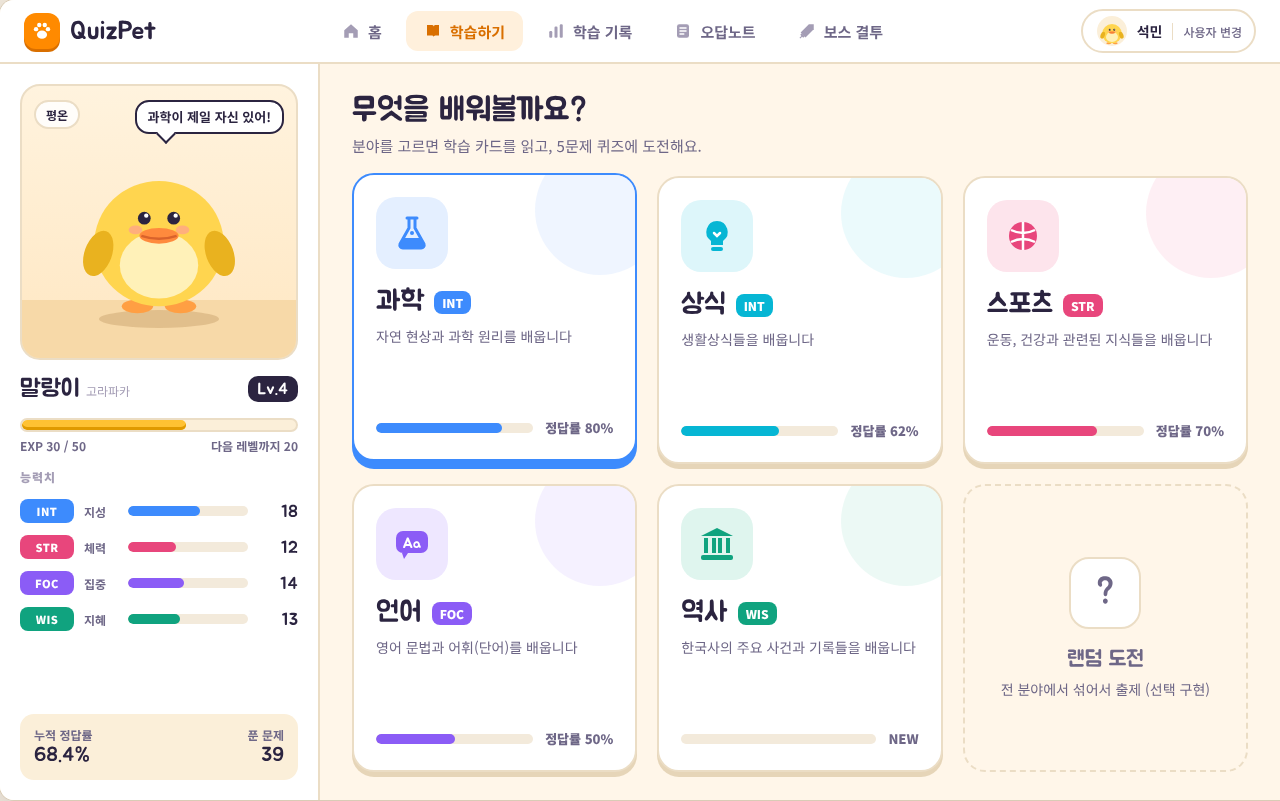 QuizPet
홈
학습하기
학습 기록
오답노트
보스 결투
석민
사용자 변경
평온
과학이 제일 자신 있어!
말랑이 고라파카
Lv.4
EXP 30 / 50
다음 레벨까지 20
능력치
INT 지성 18
STR 체력 12
FOC 집중 14
WIS 지혜 13
누적 정답률
68.4%
푼 문제
39
무엇을 배워볼까요?
분야를 고르면 학습 카드를 읽고, 5문제 퀴즈에 도전해요.
과학 INT
자연 현상과 과학 원리를 배웁니다
정답률 80%
상식 INT
생활상식들을 배웁니다
정답률 62%
스포츠 STR
운동, 건강과 관련된 지식들을 배웁니다
정답률 70%
Aa
언어 FOC
영어 문법과 어휘(단어)를 배웁니다
정답률 50%
역사 WIS
한국사의 주요 사건과 기록들을 배웁니다
NEW
?
랜덤 도전
전 분야에서 섞어서 출제 (선택 구현)